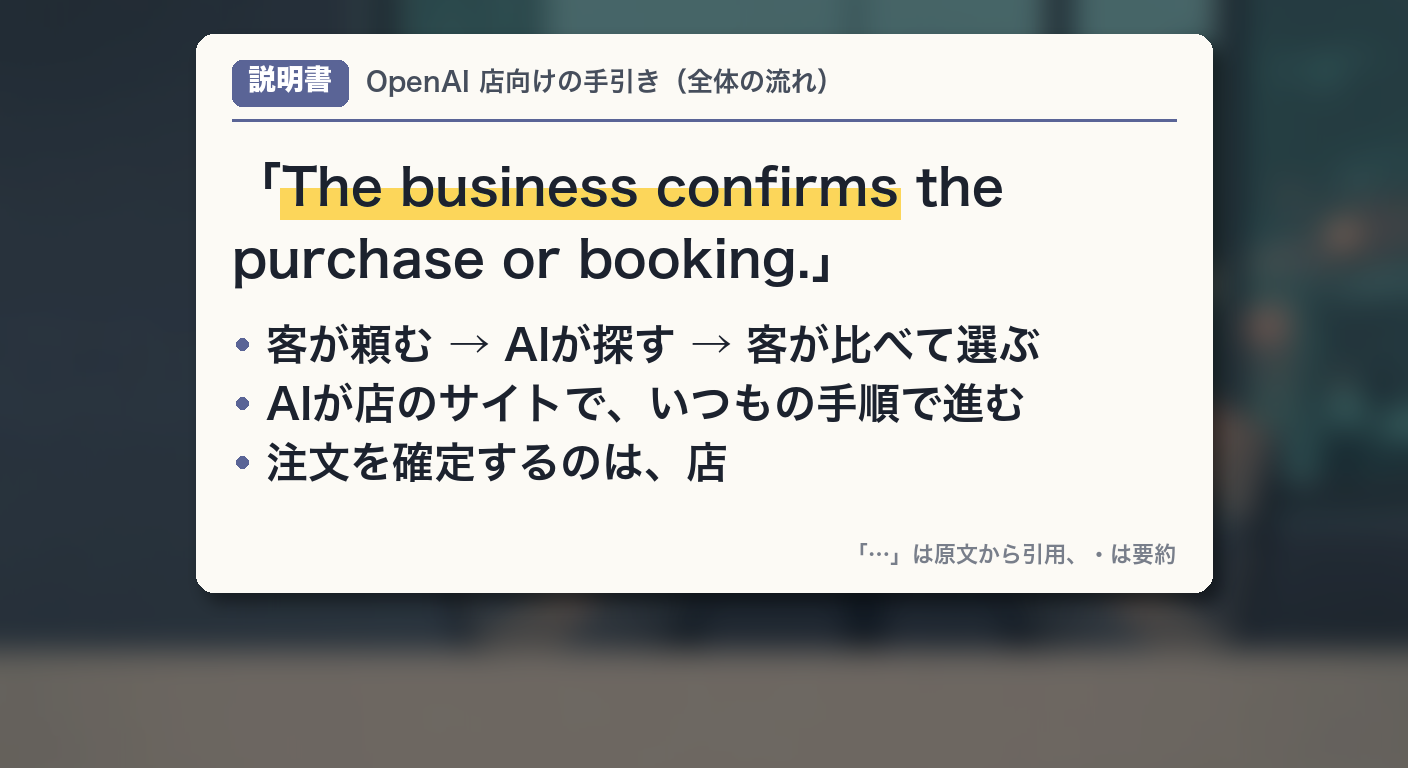 説明書 OpenAI 店向けの手引き（全体の流れ）
「The business confirms the
purchase or booking.」
• 客が頼む → AIが探す → 客が比べて選ぶ
• AIが店のサイトで、いつもの手順で進む
• 注文を確定するのは、店
「…」は原文から引用、・は要約